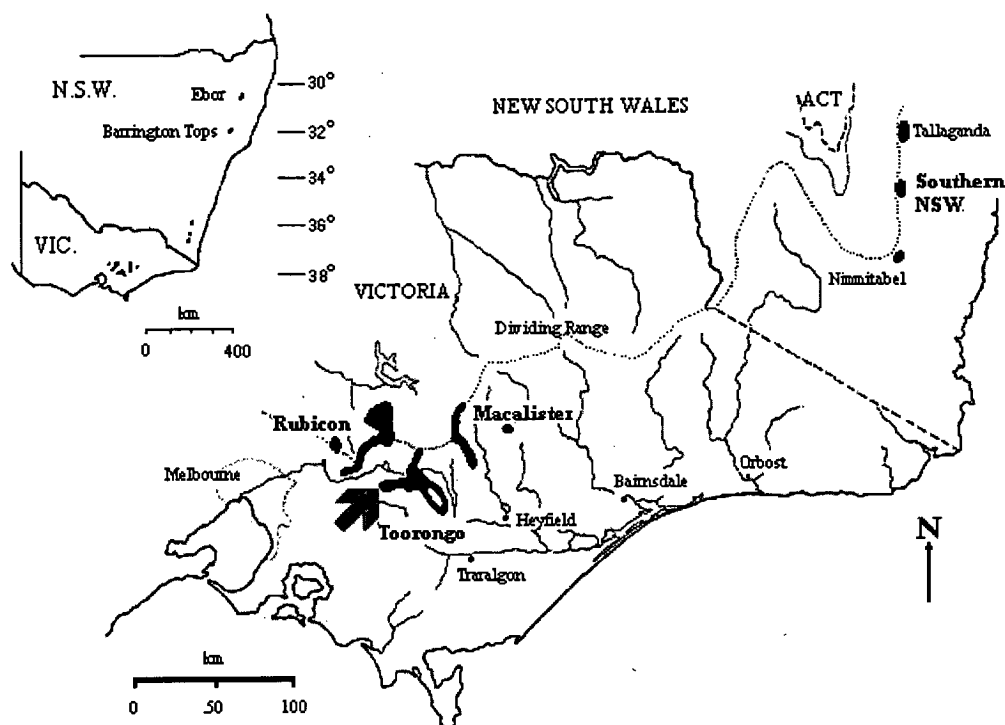 N.S.W.
Ebor
Barrington Tops
VIC.
30°
32°
34°
36°
38°
km
0 400
NEW SOUTH WALES
ACT
Tallaganda
Southern
NSW.
Nimmitabel
VICTORIA
Dividing Range
Rubicon
Macalister
Melbourne
Toorongo
Heyfield
Bairnsdale
Orbost
Traralgon
N
km
0 50 100